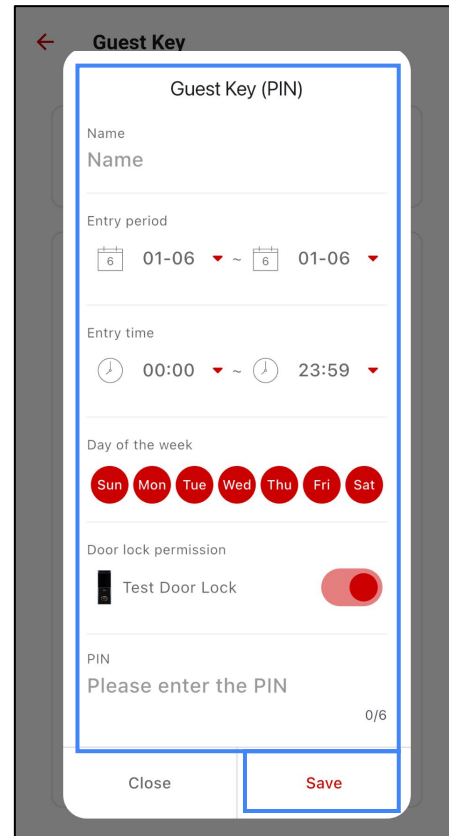 Guest Key
Guest Key (PIN)
Name
Name
Entry period
6 01-06 ~ 6 01-06
Entry time
00:00 ~ 23:59
Day of the week
Sun Mon Tue Wed Thu Fri Sat
Door lock permission
Test Door Lock
PIN
Please enter the PIN
0/6
Close Save